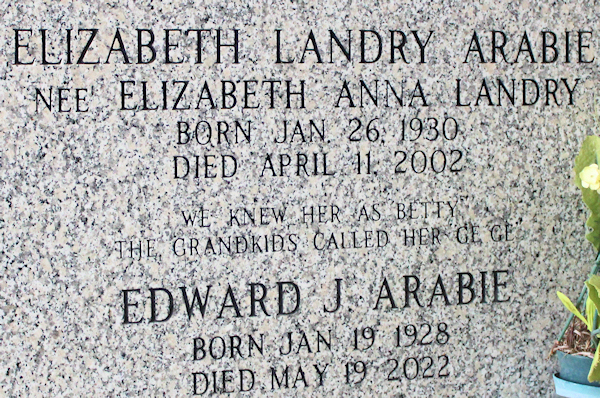 ELIZABETH LANDRY ARABIE
NEE' ELIZABETH ANNA LANDRY
BORN JAN. 26, 1930
DIED APRIL 11, 2002
"WE KNEW HER AS BETTY"
"THE GRANDKIDS CALLED HER GE GE"
EDWARD J. ARABIE
BORN JAN 19, 1928
DIED MAY 19 2022